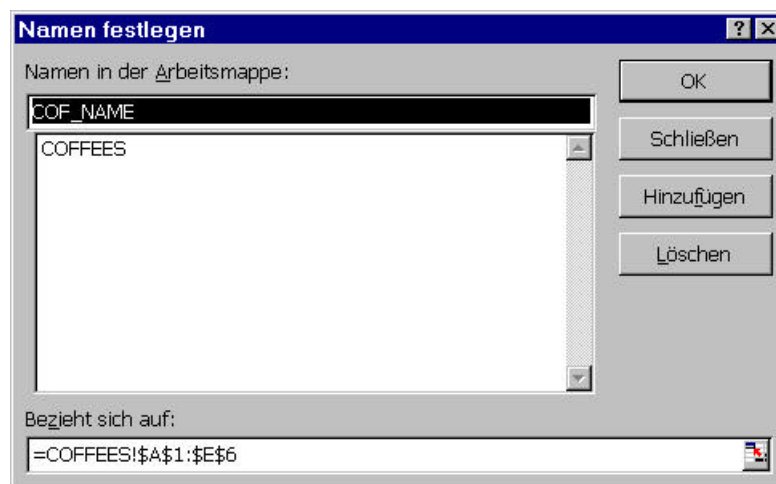 Namen festlegen
Namen in der Arbeitsmappe:
COF_NAME
COFFEES
OK
Schließen
Hinzufügen
Löschen
Bezieht sich auf:
=COFFEES!$A$1:$E$6